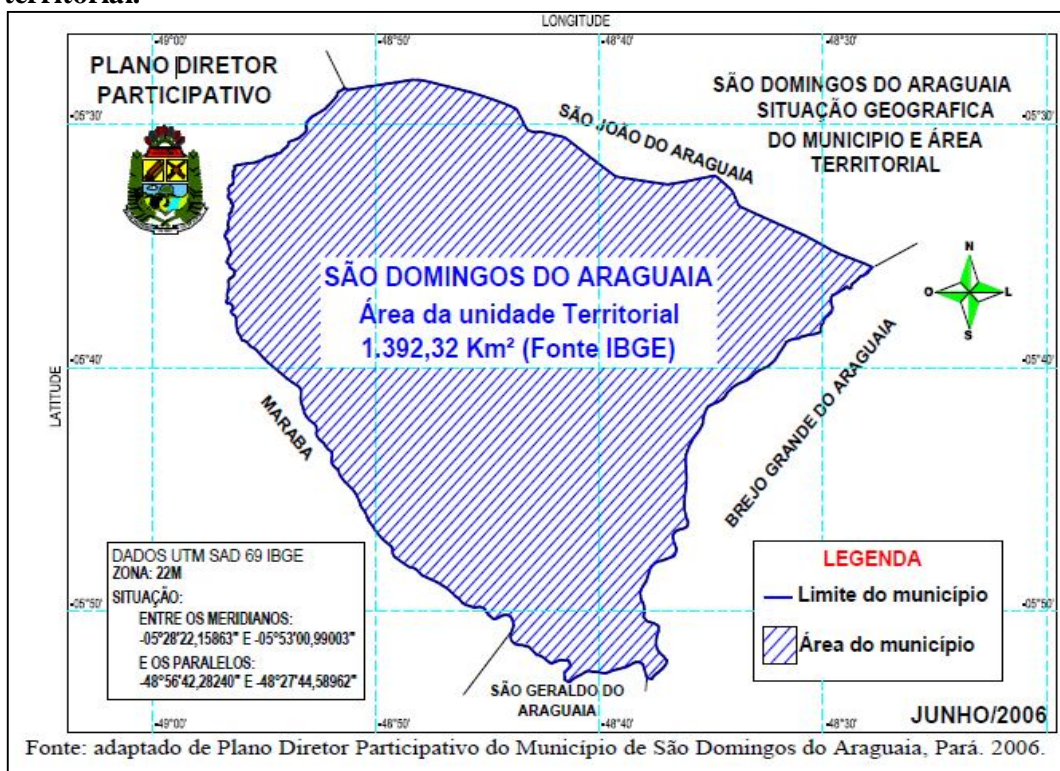 territorial.
LONGITUDE
-49°00'
-48°50'
-48°40'
-48°30'
PLANO DIRETOR
PARTICIPATIVO
SÃO DOMINGOS DO ARAGUAIA
SITUAÇÃO GEOGRAFICA
DO MUNICIPIO E ÁREA
TERRITORIAL
-05°30'
-05°30'
SÃO JOÃO DO ARAGUAIA
N
O
L
S
SÃO DOMINGOS DO ARAGUAIA
Área da unidade Territorial
1.392,32 Km² (Fonte IBGE)
-05°40'
-05°40'
LATITUDE
MARABA
BREJO GRANDE DO ARAGUAIA
DADOS UTM SAD 69 IBGE
ZONA: 22M
SITUAÇÃO:
ENTRE OS MERIDIANOS:
-05°28'22,15863" E -05°53'00,99003"
E OS PARALELOS:
-48°56'42,28240" E -48°27'44,58962"
LEGENDA
Limite do município
Área do município
-05°50'
-05°50'
SÃO GERALDO DO
ARAGUAIA
JUNHO/2006
-49°00'
-48°50'
-48°40'
-48°30'
Fonte: adaptado de Plano Diretor Participativo do Município de São Domingos do Araguaia, Pará. 2006.